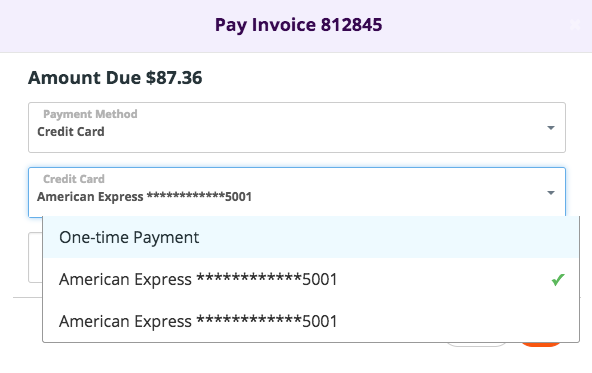 Pay Invoice 812845
Amount Due $87.36
Payment Method
Credit Card
Credit Card
American Express ************5001
One-time Payment
American Express ************5001
American Express ************5001